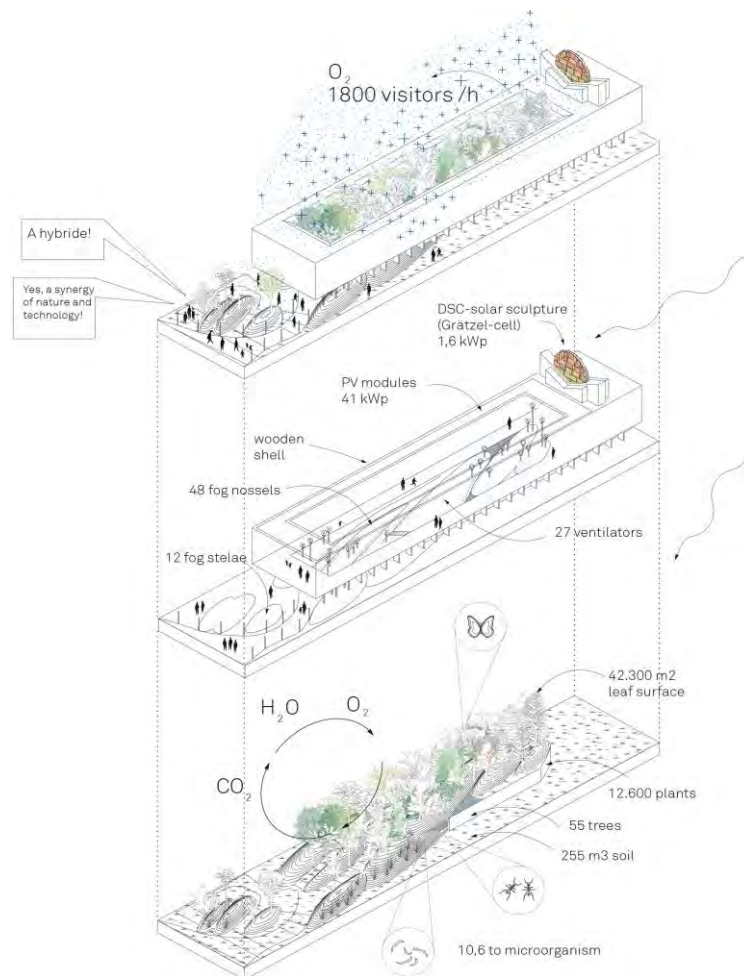 O2
1800 visitors /h
A hybride!
Yes, a synergy
of nature and
technology!
DSC-solar sculpture
(Grätzel-cell)
1,6 kWp
PV modules
41 kWp
wooden
shell
48 fog nossels
27 ventilators
12 fog stelae
42.300 m2
leaf surface
H2O
O2
CO2
12.600 plants
55 trees
255 m3 soil
10,6 to microorganism